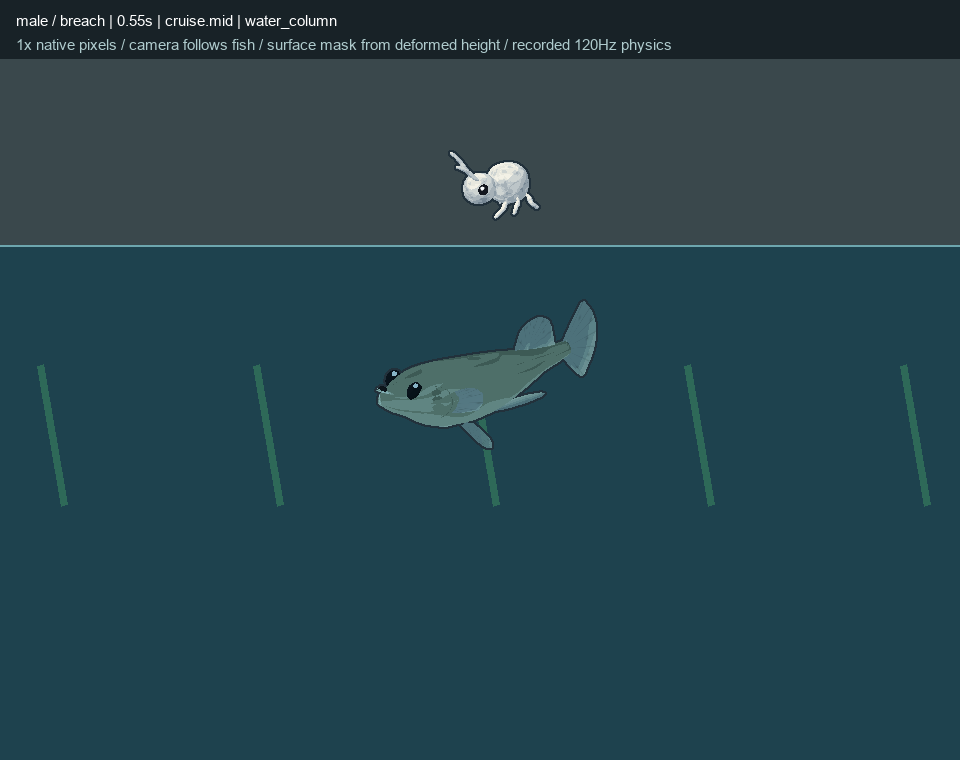 male / breach | 0.55s | cruise.mid | water_column
1x native pixels / camera follows fish / surface mask from deformed height / recorded 120Hz physics